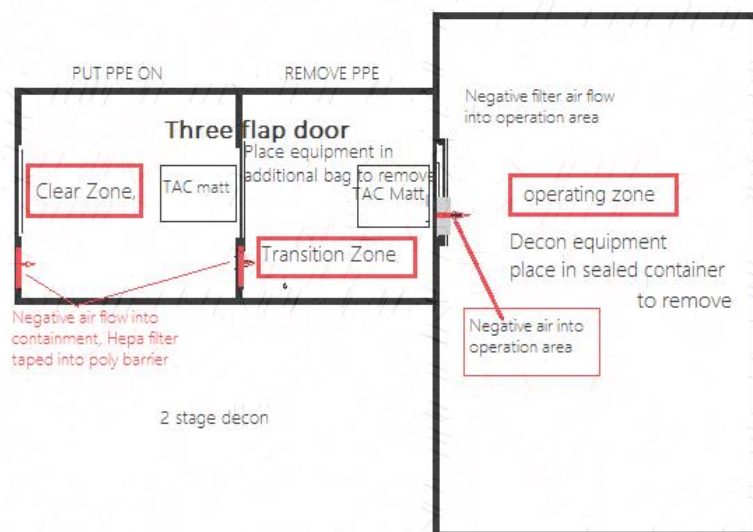 PUT PPE ON
REMOVE PPE
Negative filter air flow
into operation area
Three flap door
Place equipment in
additional bag to remove
Clear Zone,
TAC matt
TAC Matt
operating zone
Transition Zone
Decon equipment
place in sealed container
to remove
Negative air flow into
containment, Hepa filter
taped into poly barrier
Negative air into
operation area
2 stage decon